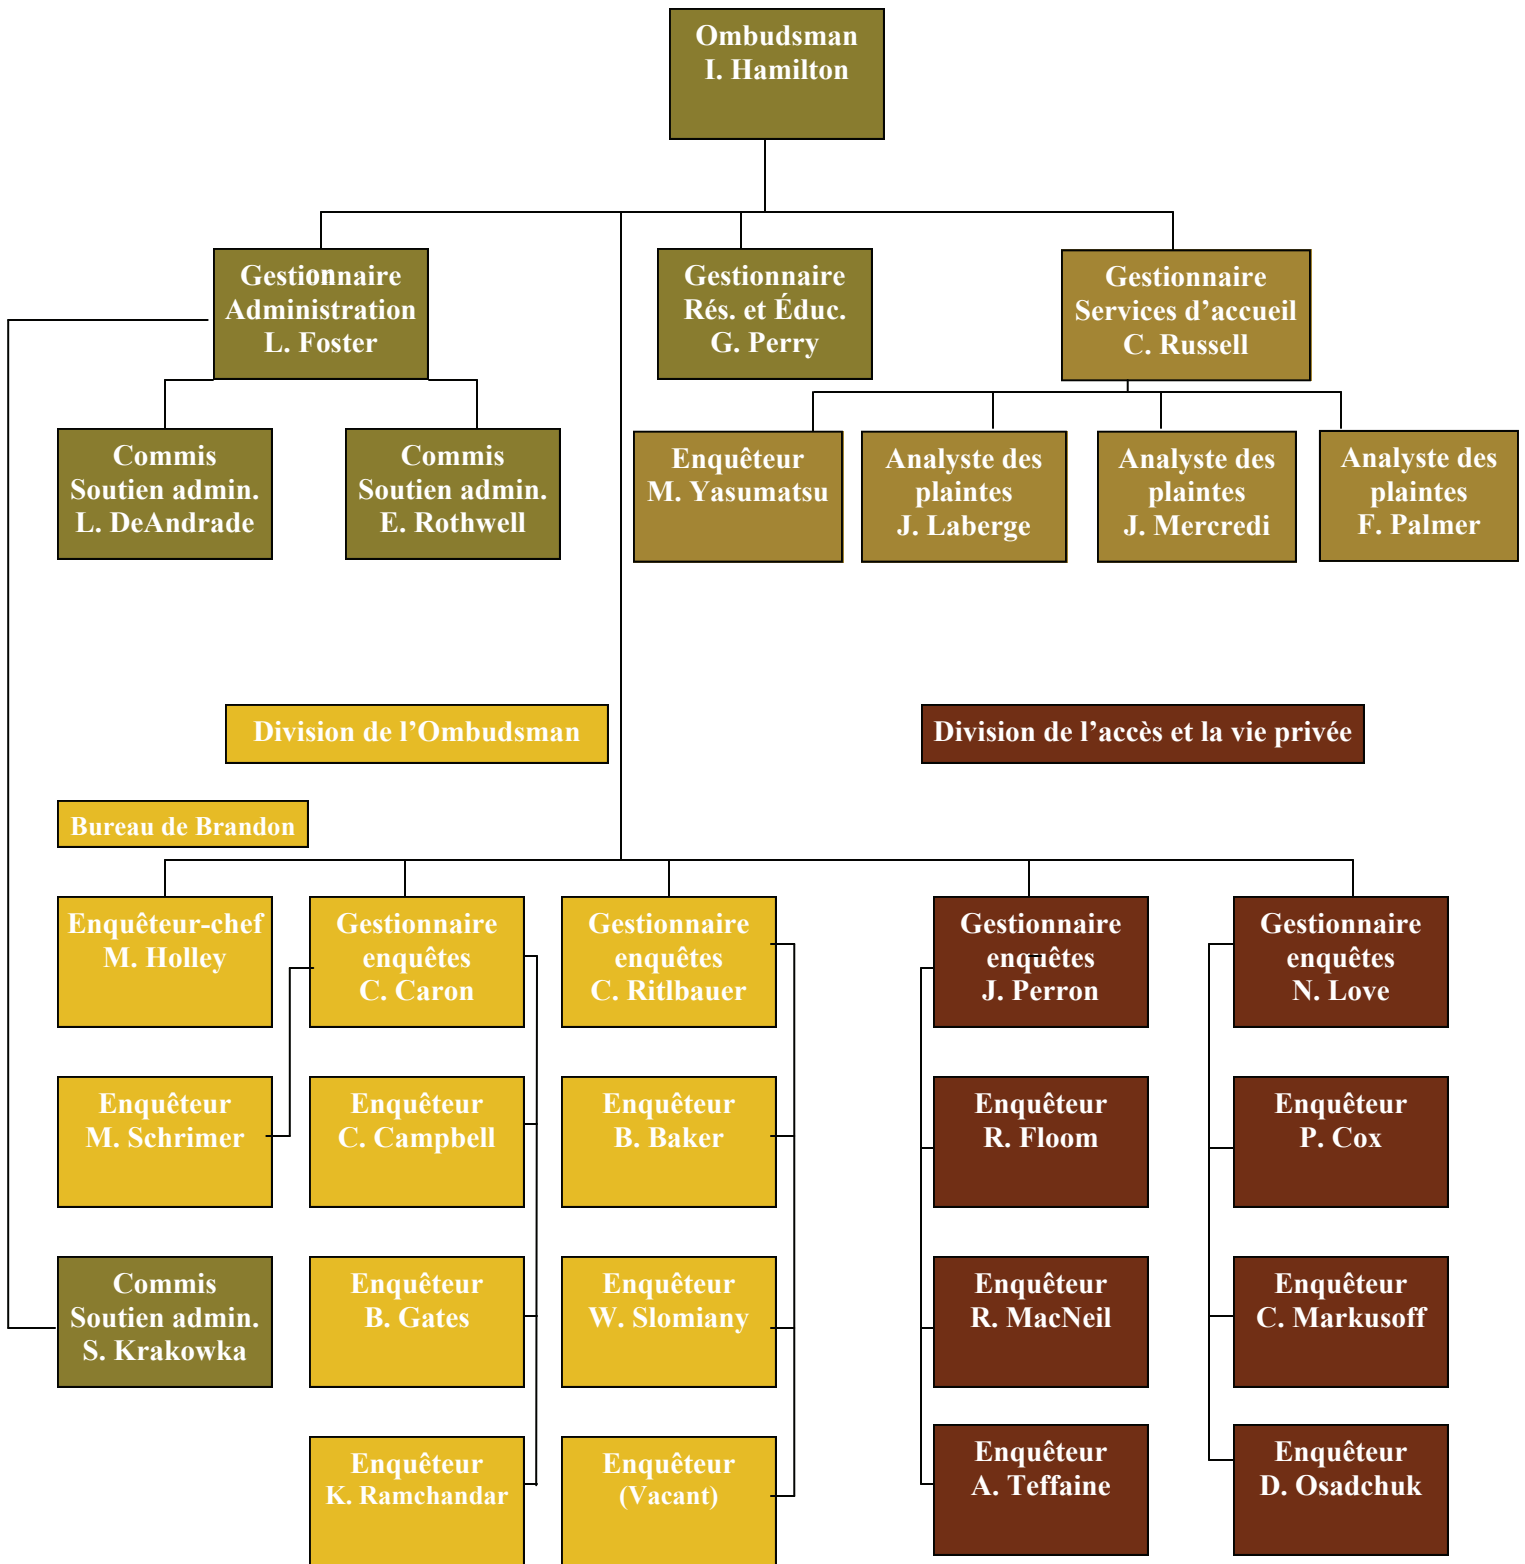 Ombudsman
I. Hamilton
Gestionnaire
Administration
L. Foster
Gestionnaire
Rés. et Éduc.
G. Perry
Gestionnaire
Services d’accueil
C. Russell
Commis
Soutien admin.
L. DeAndrade
Commis
Soutien admin.
E. Rothwell
Enquêteur
M. Yasumatsu
Analyste des
plaintes
J. Laberge
Analyste des
plaintes
J. Mercredi
Analyste des
plaintes
F. Palmer
Division de l’Ombudsman
Division de l’accès et la vie privée
Bureau de Brandon
Enquêteur-chef
M. Holley
Gestionnaire
enquêtes
C. Caron
Gestionnaire
enquêtes
C. Ritlbauer
Gestionnaire
enquêtes
J. Perron
Gestionnaire
enquêtes
N. Love
Enquêteur
M. Schrimer
Enquêteur
C. Campbell
Enquêteur
B. Baker
Enquêteur
R. Floom
Enquêteur
P. Cox
Commis
Soutien admin.
S. Krakowka
Enquêteur
B. Gates
Enquêteur
W. Slomiany
Enquêteur
R. MacNeil
Enquêteur
C. Markusoff
Enquêteur
K. Ramchandar
Enquêteur
(Vacant)
Enquêteur
A. Teffaine
Enquêteur
D. Osadchuk